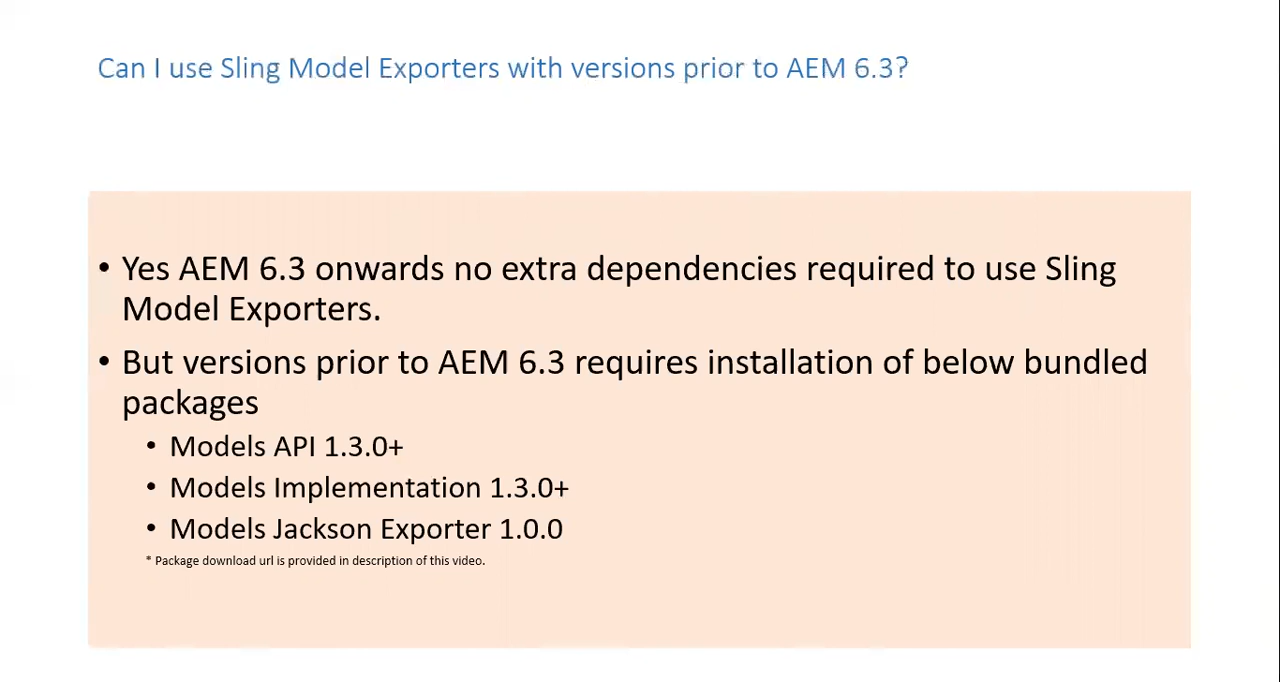 Can I use Sling Model Exporters with versions prior to AEM 6.3?
• Yes AEM 6.3 onwards no extra dependencies required to use Sling
Model Exporters.
• But versions prior to AEM 6.3 requires installation of below bundled
packages
• Models API 1.3.0+
• Models Implementation 1.3.0+
• Models Jackson Exporter 1.0.0
* Package download url is provided in description of this video.